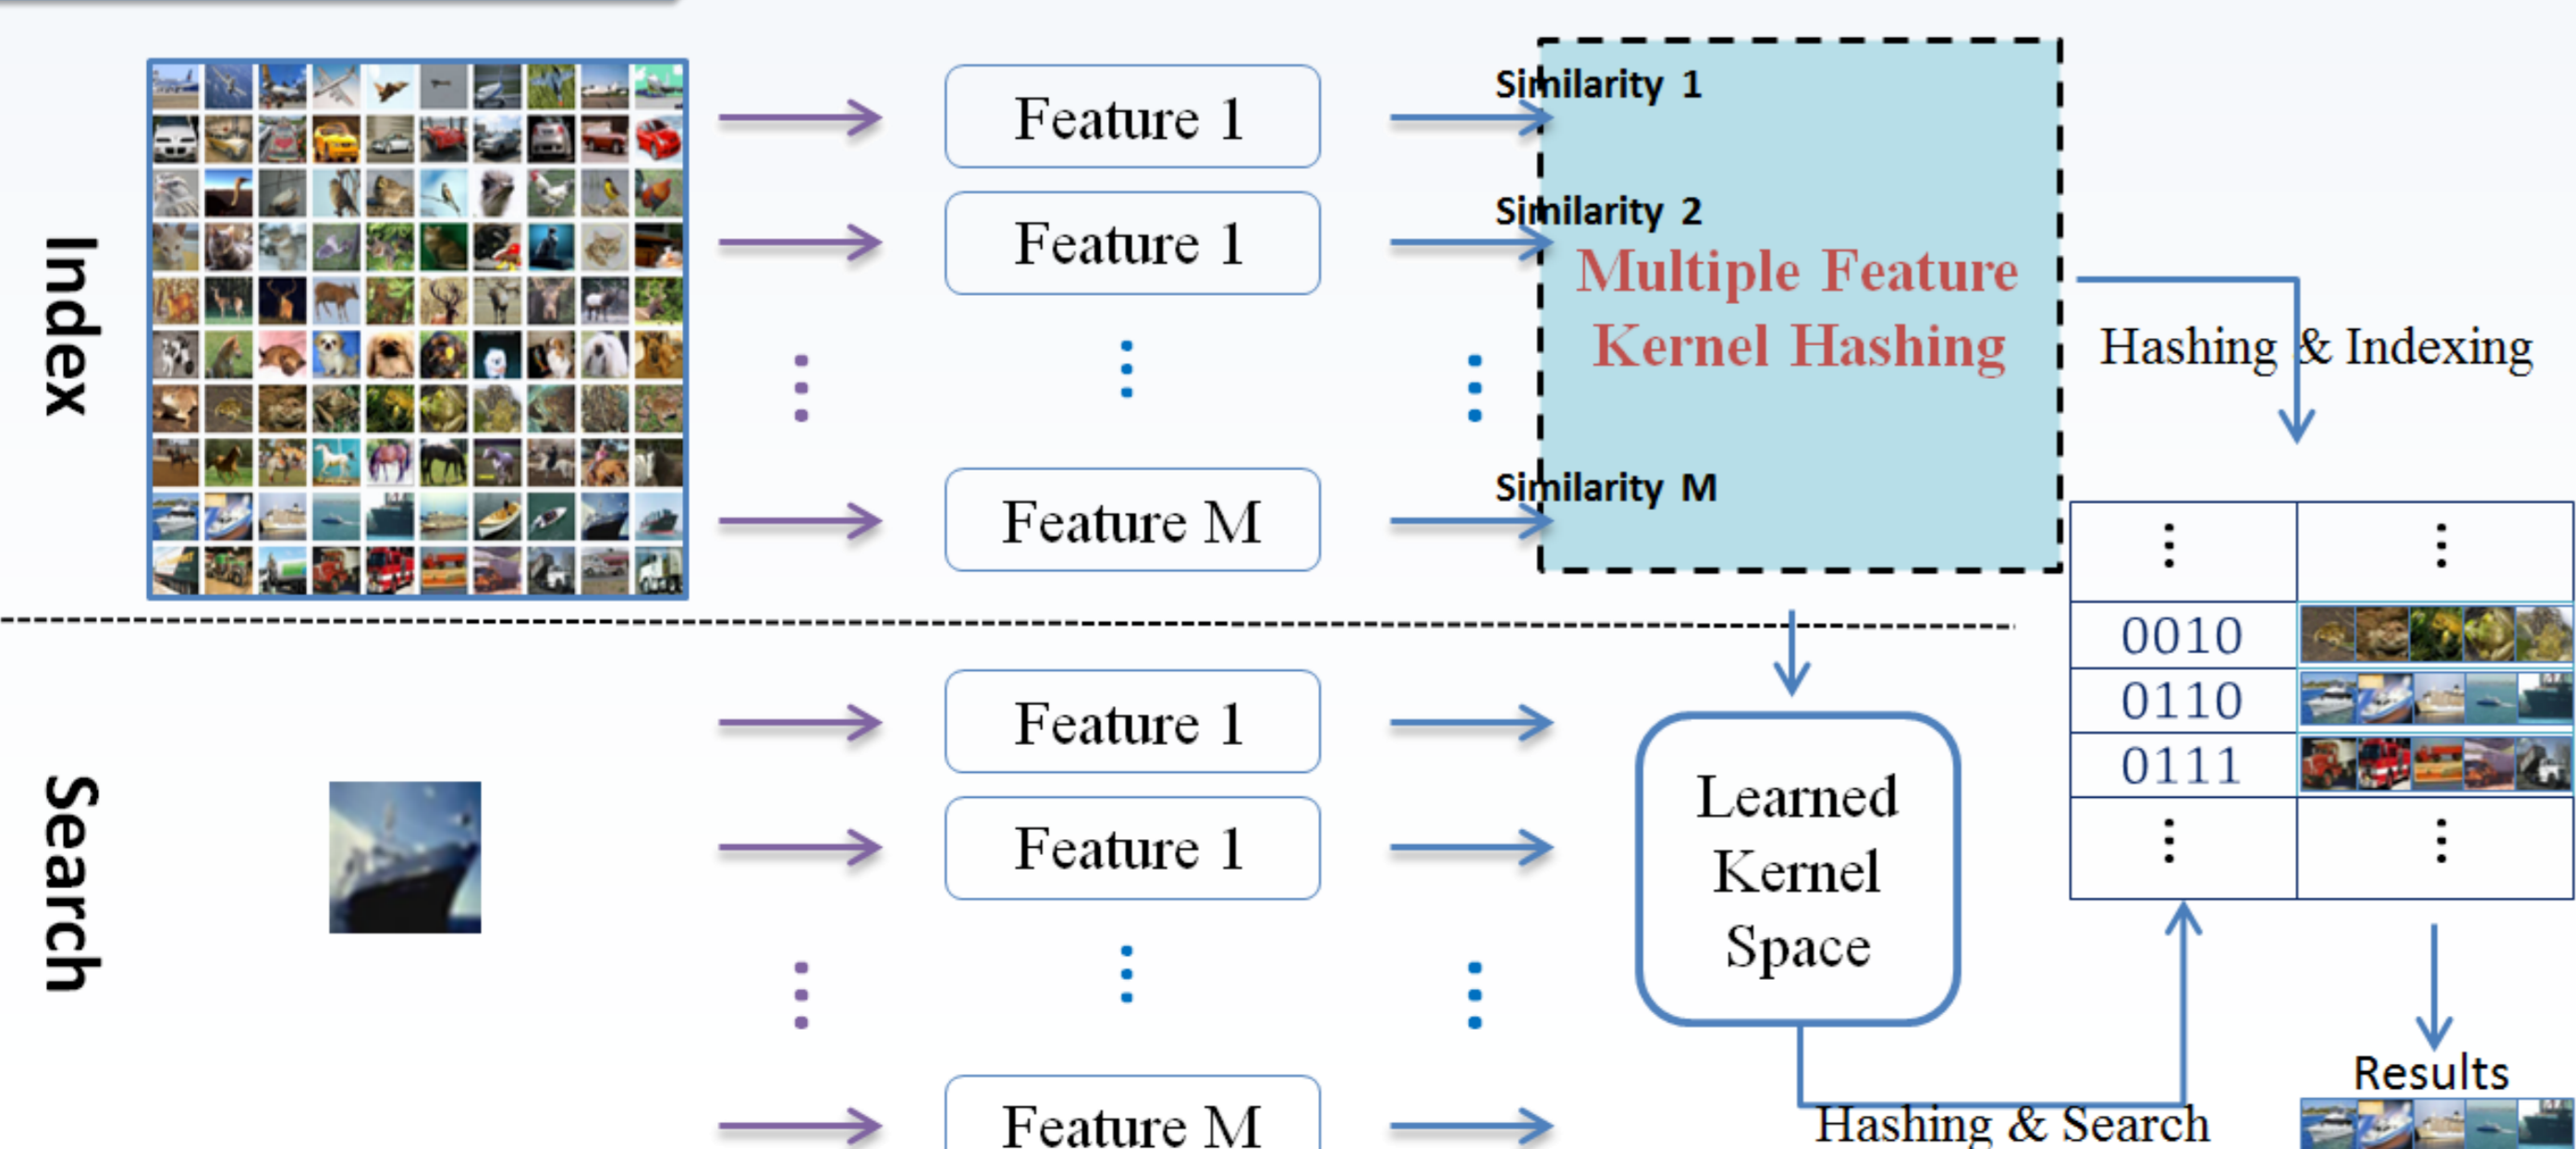 Index
Feature 1
Similarity 1
Feature 1
Similarity 2
Multiple Feature
Kernel Hashing
Hashing & Indexing
Feature M
Similarity M
0010
0110
0111
Search
Feature 1
Feature 1
Learned
Kernel
Space
Feature M
Hashing & Search
Results